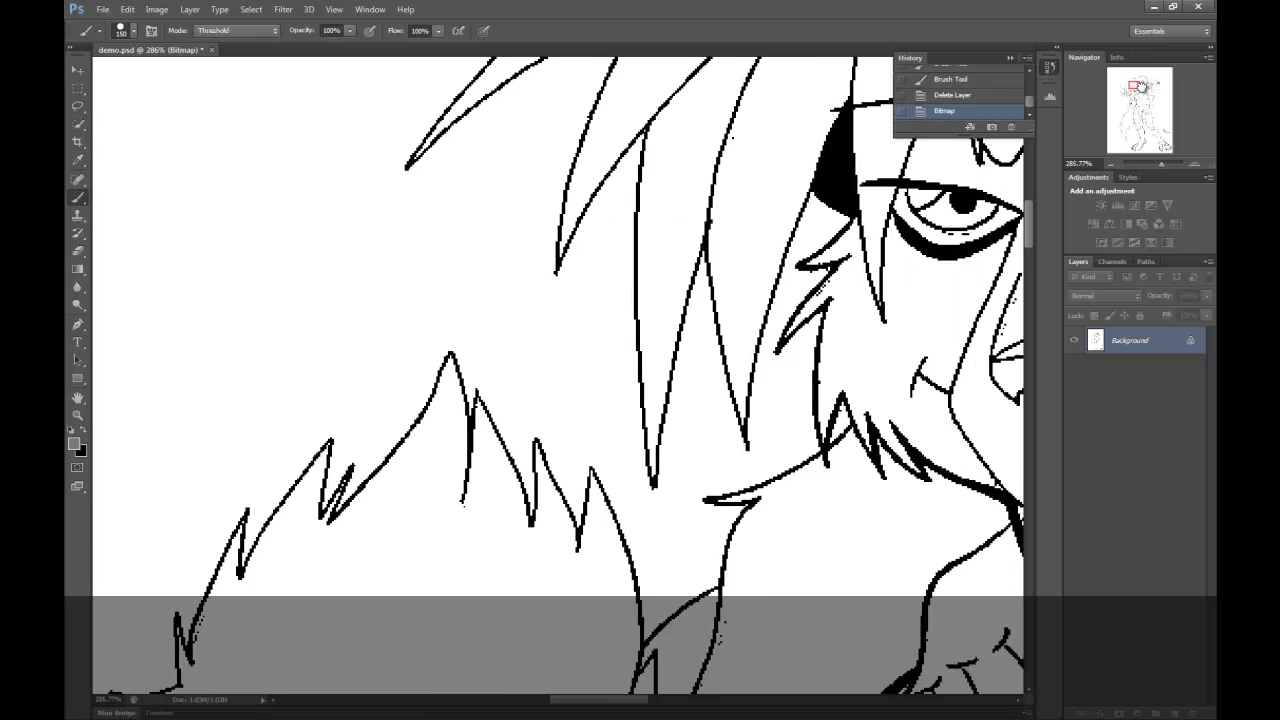 Ps File Edit Image Layer Type Select Filter 3D View Window Help
150 Mode: Threshold Opacity: 100% Flow: 100% Essentials
demo.psd @ 286% (Bitmap) * ×
History
Brush Tool
Delete Layer
Bitmap
Navigator Info
285.77%
Adjustments Styles
Add an adjustment
Layers Channels Paths
Kind
Normal Opacity: 100%
Lock: Fill: 100%
Background
285.77% Doc: 1.03M/1.03M
Mini Bridge Timeline